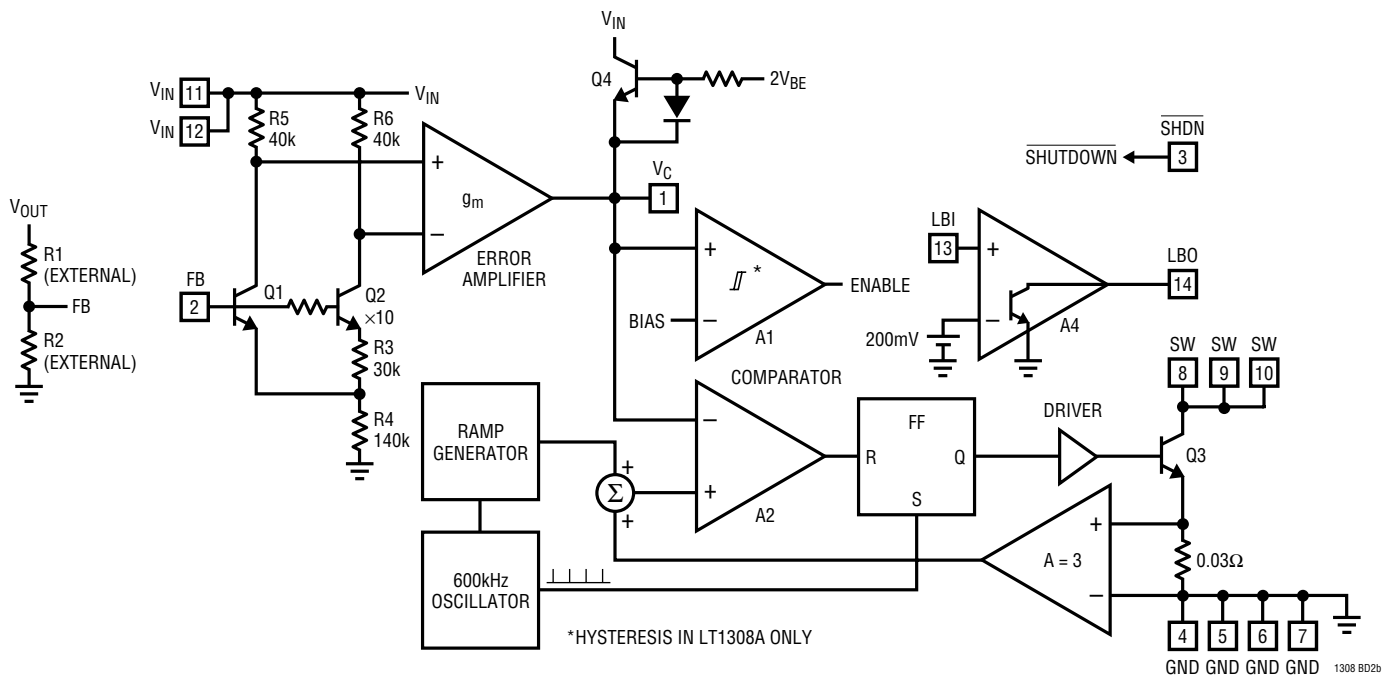 V_IN
Q4
2V_BE
V_IN 11
V_IN 12
V_IN
R5
40k
R6
40k
+
−
g_m
ERROR
AMPLIFIER
V_C
1
SHDN
3
SHUTDOWN
V_OUT
R1
(EXTERNAL)
FB
R2
(EXTERNAL)
FB
2
Q1
Q2
×10
R3
30k
R4
140k
+
*
−
BIAS
A1
ENABLE
LBI
13
+
−
200mV
A4
LBO
14
COMPARATOR
−
+
A2
RAMP
GENERATOR
+
Σ
+
600kHz
OSCILLATOR
FF
R
Q
S
DRIVER
SW SW SW
8 9 10
Q3
A = 3
+
−
0.03Ω
4 5 6 7
GND GND GND GND
*HYSTERESIS IN LT1308A ONLY
1308 BD2b